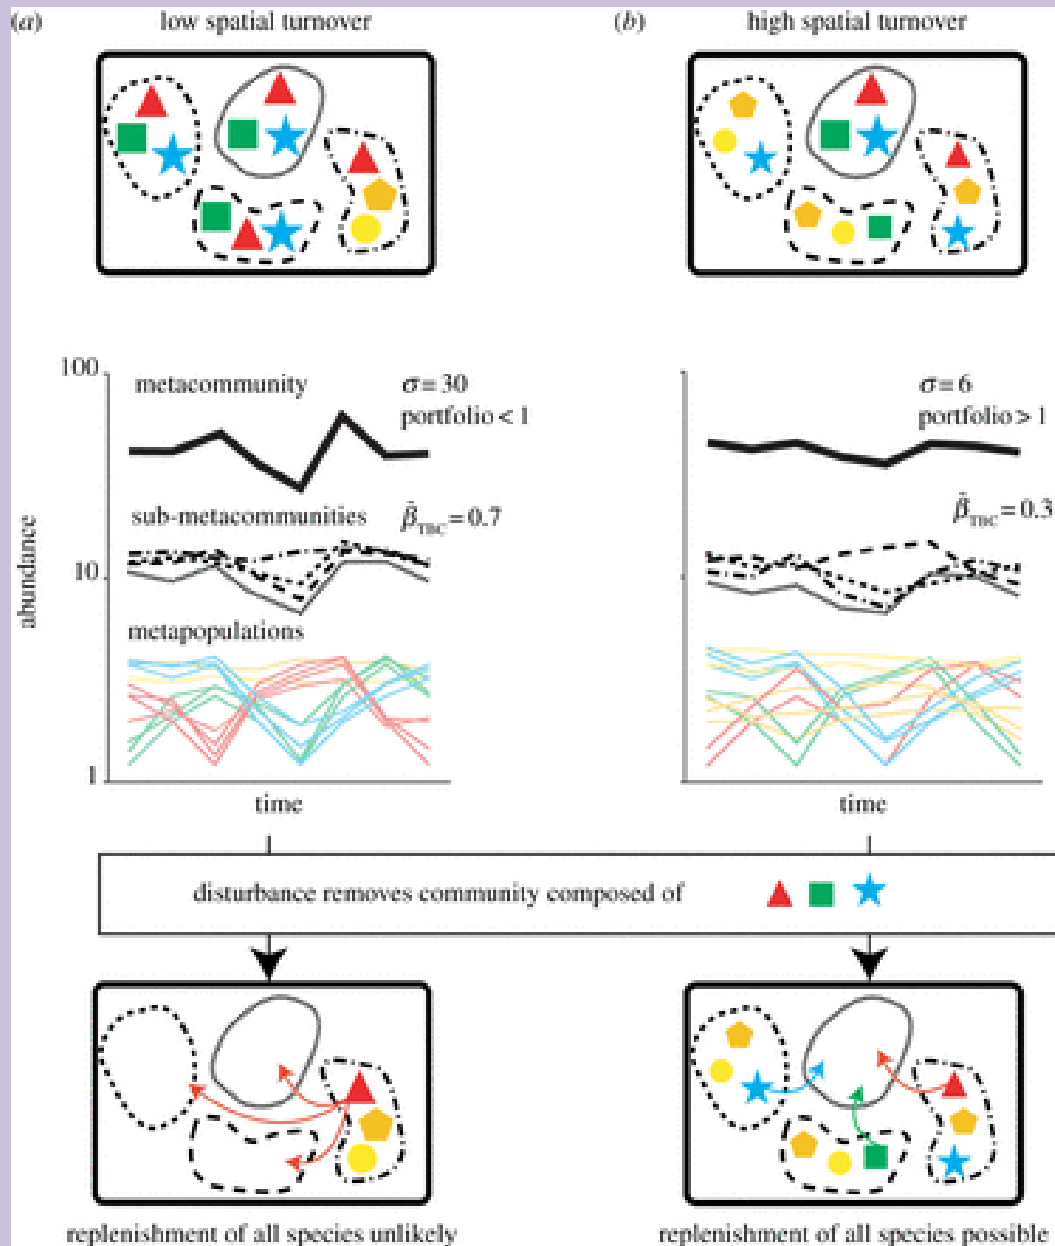 (a) low spatial turnover
(b) high spatial turnover
100
metacommunity
σ = 30
portfolio < 1
σ = 6
portfolio > 1
sub-metacommunities
β̂TBC = 0.7
β̂TBC = 0.3
10
abundance
metapopulations
1
time
time
disturbance removes community composed of
replenishment of all species unlikely
replenishment of all species possible